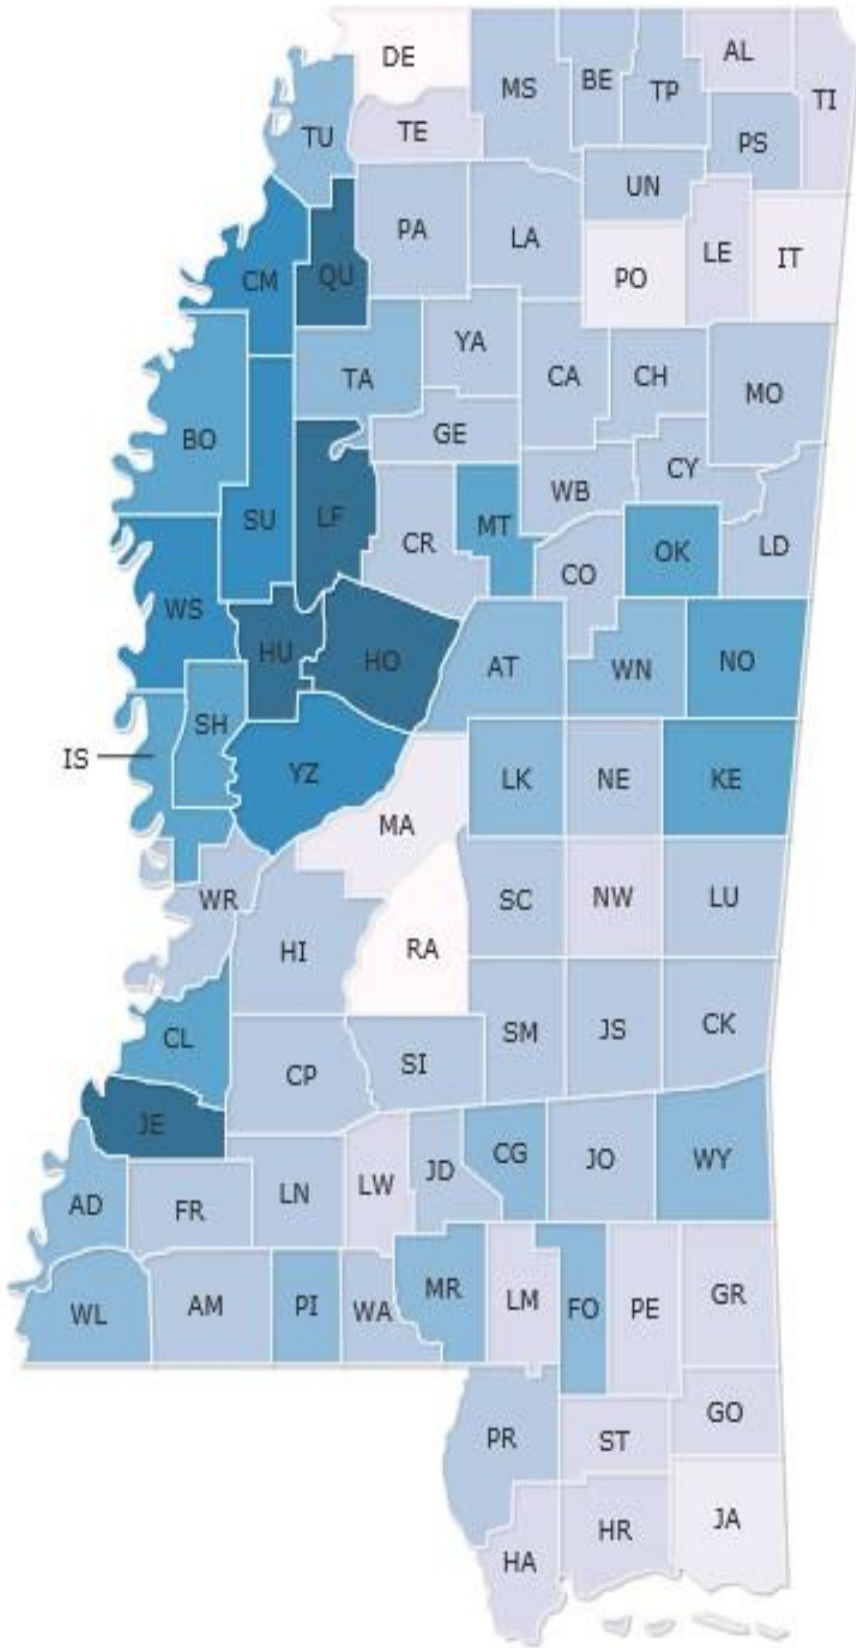 DE
AL
MS
BE
TP
TI
TU
TE
PS
UN
PA
LA
LE
IT
CM
QU
PO
YA
TA
CA
CH
MO
BO
GE
CY
WB
SU
LF
MT
CR
OK
LD
CO
WS
HU
HO
AT
WN
NO
SH
IS
YZ
LK
NE
KE
MA
WR
SC
NW
LU
HI
RA
CL
SM
JS
CK
CP
SI
JE
CG
JO
WY
JD
LW
LN
AD
FR
MR
LM
GR
WL
AM
PI
WA
FO
PE
GO
PR
ST
JA
HR
HA